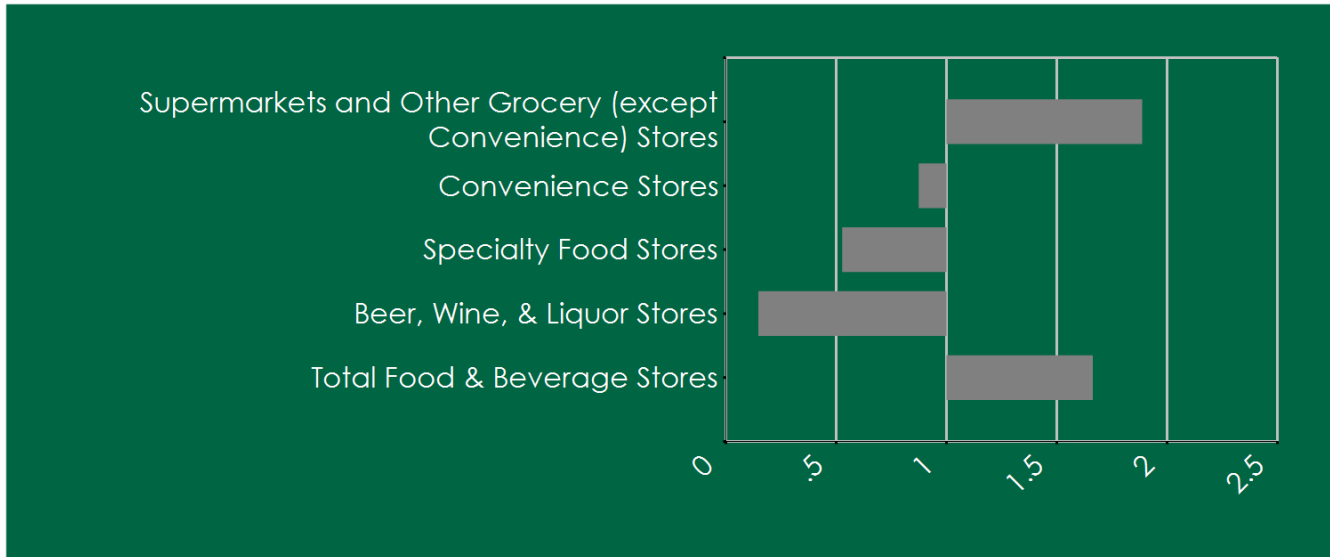 Supermarkets and Other Grocery (except
Convenience) Stores
Convenience Stores
Specialty Food Stores
Beer, Wine, & Liquor Stores
Total Food & Beverage Stores
0
.5
1
1.5
2
2.5